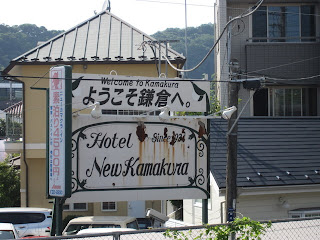 Welcome To Kamakura
ようこそ鎌倉へ。
Hotel Since 1924
New Kamakura